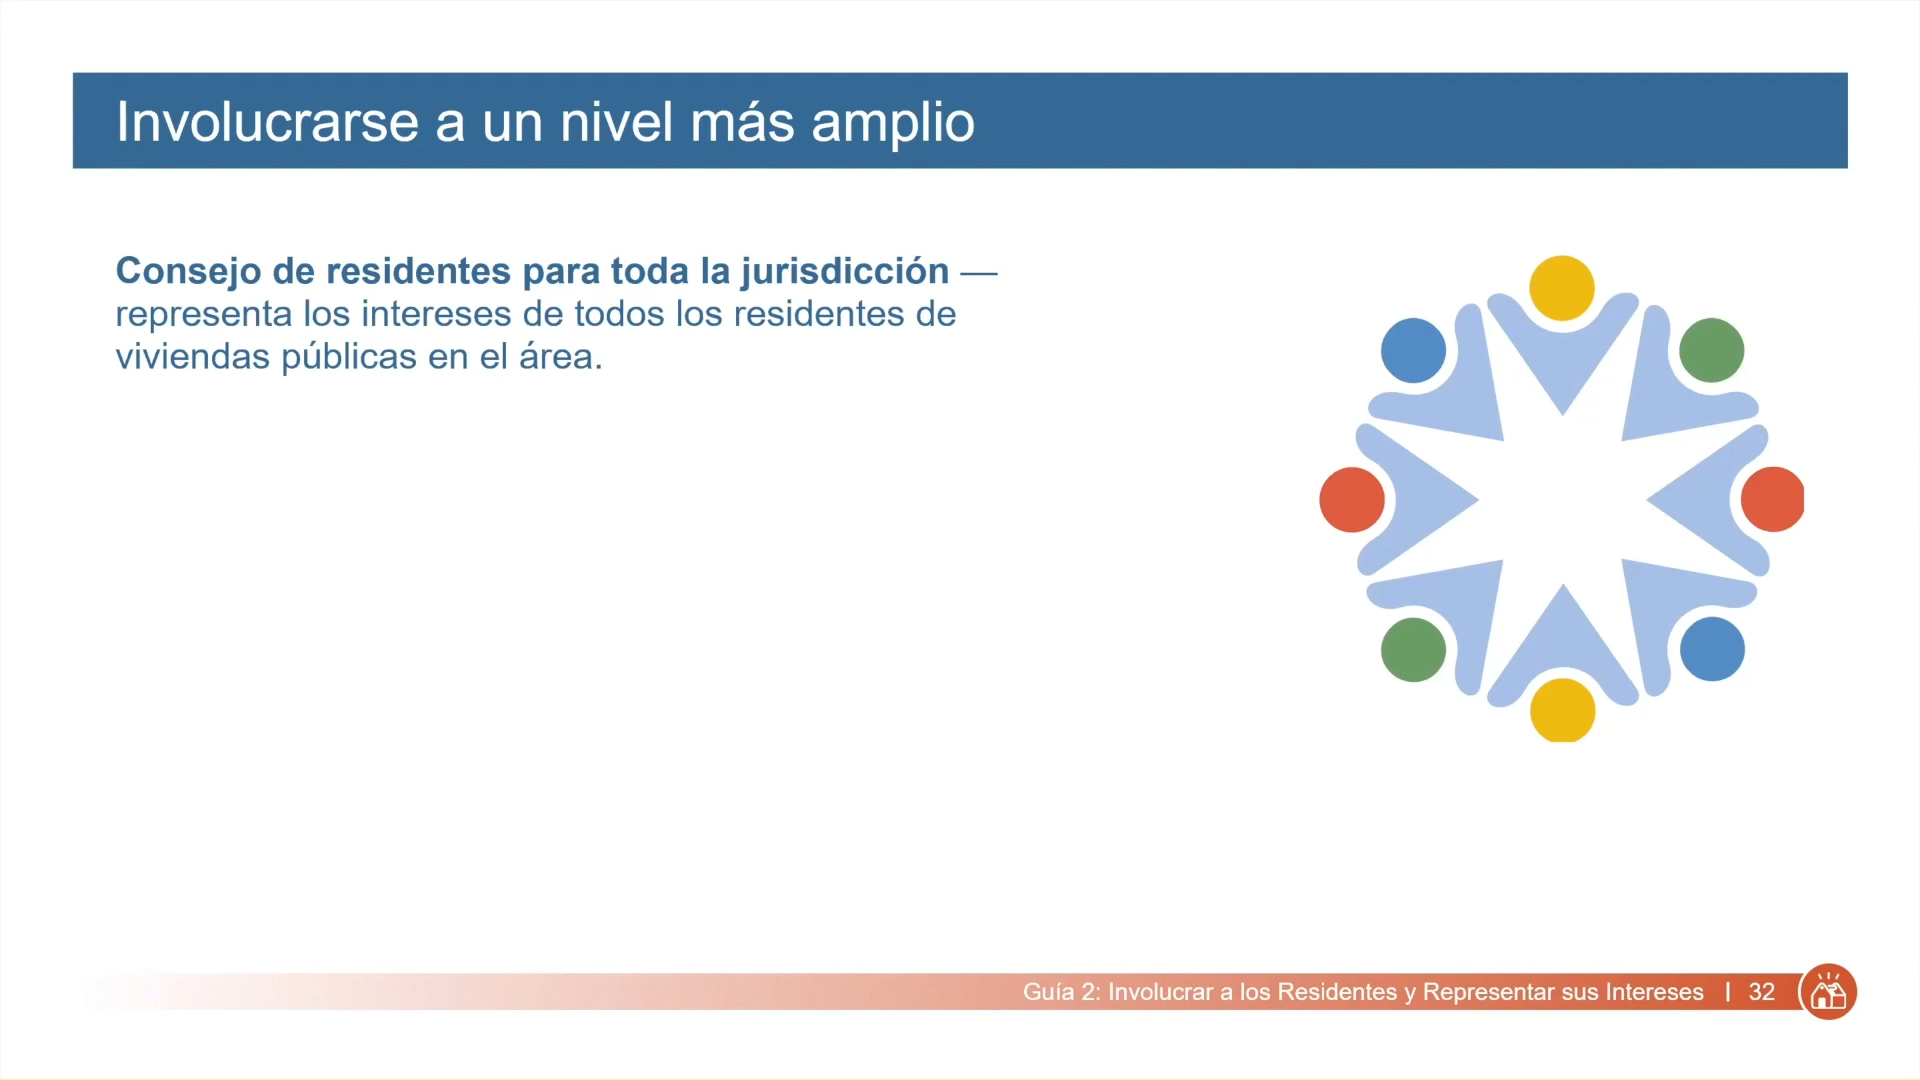 Involucrarse a un nivel más amplio
Consejo de residentes para toda la jurisdicción —
representa los intereses de todos los residentes de
viviendas públicas en el área.
Guía 2: Involucrar a los Residentes y Representar sus Intereses | 32